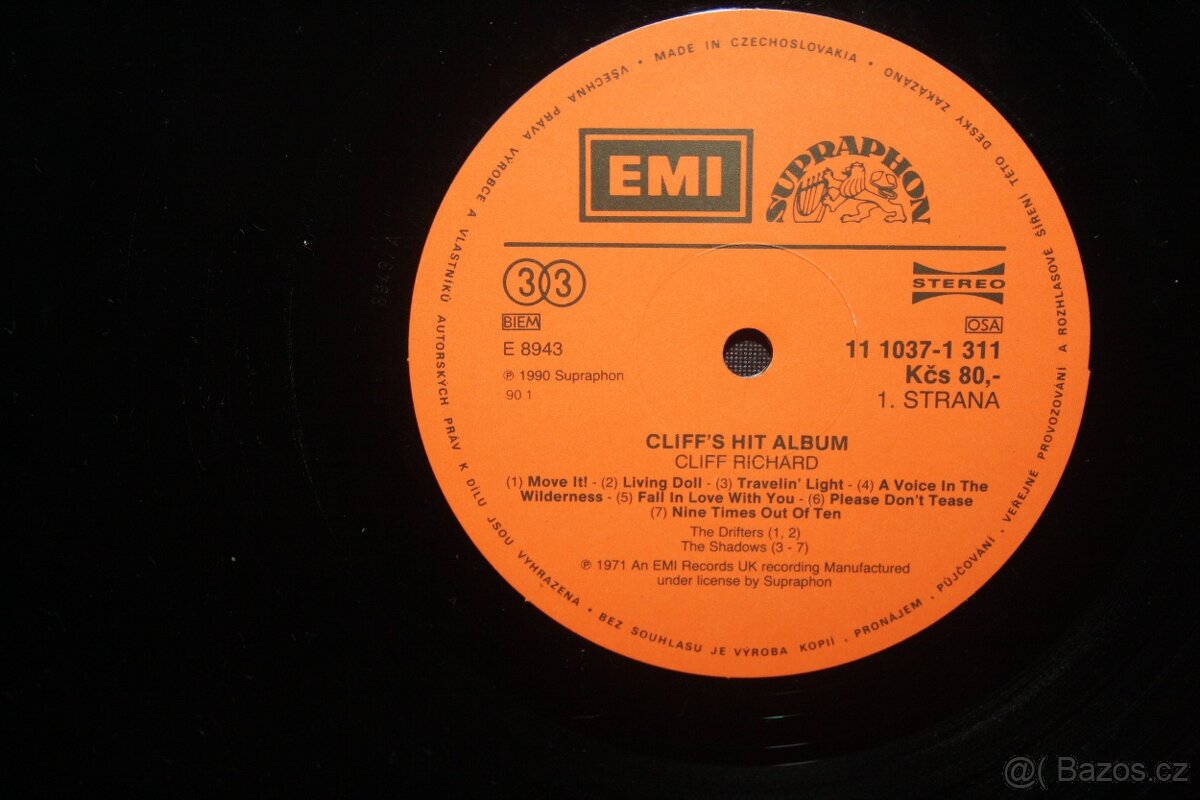 MADE IN CZECHOSLOVAKIA •
VŠECHNA PRÁVA VÝROBCE A VLASTNÍKŮ AUTORSKÝCH PRÁV K DÍLU JSOU VYHRAZENA • BEZ SOUHLASU JE VÝROBA KOPIÍ, PRONÁJEM, PŮJČOVÁNÍ, VEŘEJNÉ PROVOZOVÁNÍ A ROZHLASOVÉ ŠÍŘENÍ TÉTO DESKY ZAKÁZÁNO •
EMI SUPRAPHON
33 STEREO
BIEM OSA
E 8943 11 1037-1 311
℗ 1990 Supraphon Kčs 80,-
90 1 1. STRANA
CLIFF'S HIT ALBUM
CLIFF RICHARD
(1) Move It! - (2) Living Doll - (3) Travelin' Light - (4) A Voice In The
Wilderness - (5) Fall In Love With You - (6) Please Don't Tease
(7) Nine Times Out Of Ten
The Drifters (1, 2)
The Shadows (3 - 7)
℗ 1971 An EMI Records UK recording Manufactured
under license by Supraphon
@( Bazos.cz